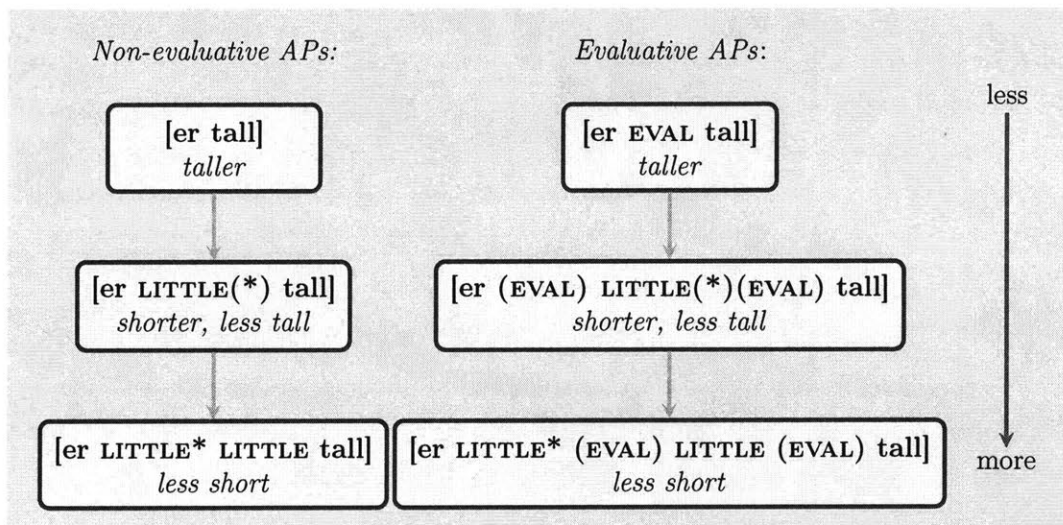 Non-evaluative APs:
Evaluative APs:
less
[er tall]
taller
[er EVAL tall]
taller
[er LITTLE(*) tall]
shorter, less tall
[er (EVAL) LITTLE(*)(EVAL) tall]
shorter, less tall
[er LITTLE* LITTLE tall]
less short
[er LITTLE* (EVAL) LITTLE (EVAL) tall]
less short
more